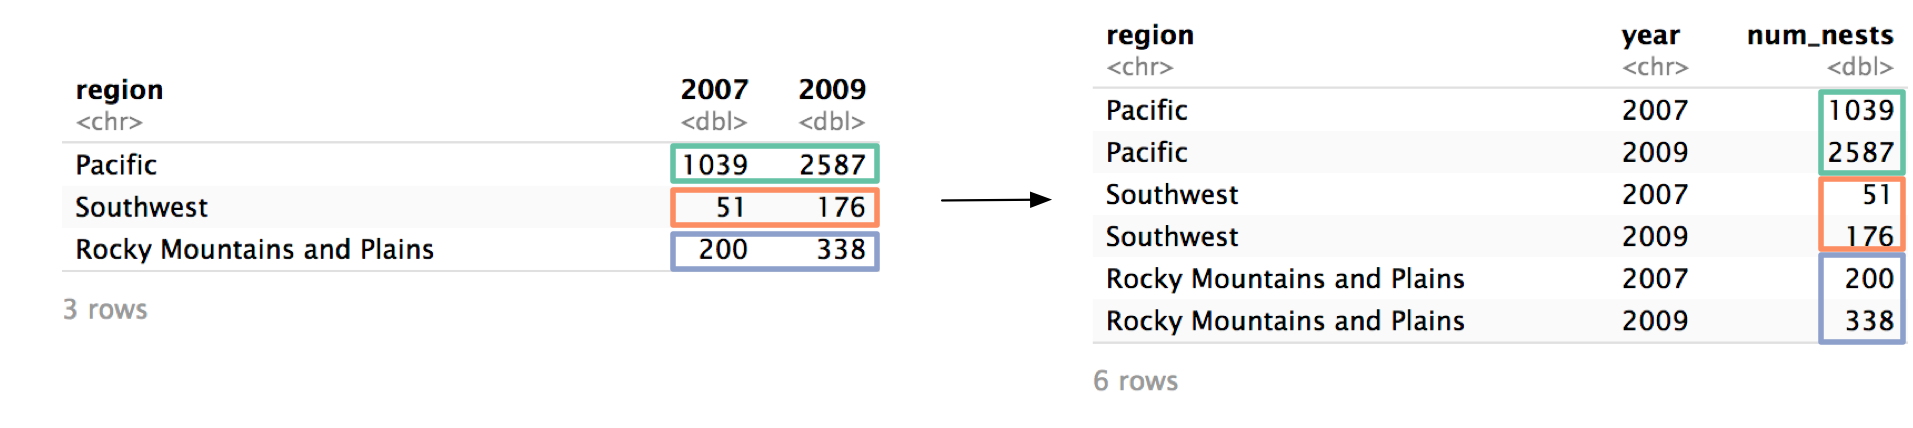 region 2007 2009
<chr> <dbl> <dbl>
Pacific 1039 2587
Southwest 51 176
Rocky Mountains and Plains 200 338
3 rows
region year num_nests
<chr> <chr> <dbl>
Pacific 2007 1039
Pacific 2009 2587
Southwest 2007 51
Southwest 2009 176
Rocky Mountains and Plains 2007 200
Rocky Mountains and Plains 2009 338
6 rows